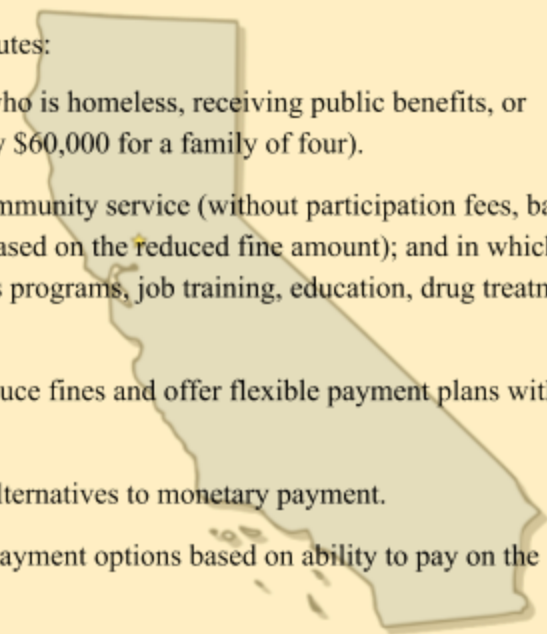 utes:
who is homeless, receiving public benefits, or
y $60,000 for a family of four).
mmunity service (without participation fees, ba
ased on the reduced fine amount); and in which
s programs, job training, education, drug treatm
uce fines and offer flexible payment plans with
lternatives to monetary payment.
ayment options based on ability to pay on the